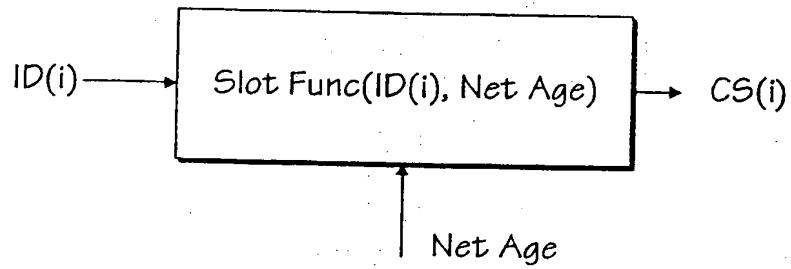 ID(i)
Slot Func(ID(i), Net Age)
CS(i)
Net Age